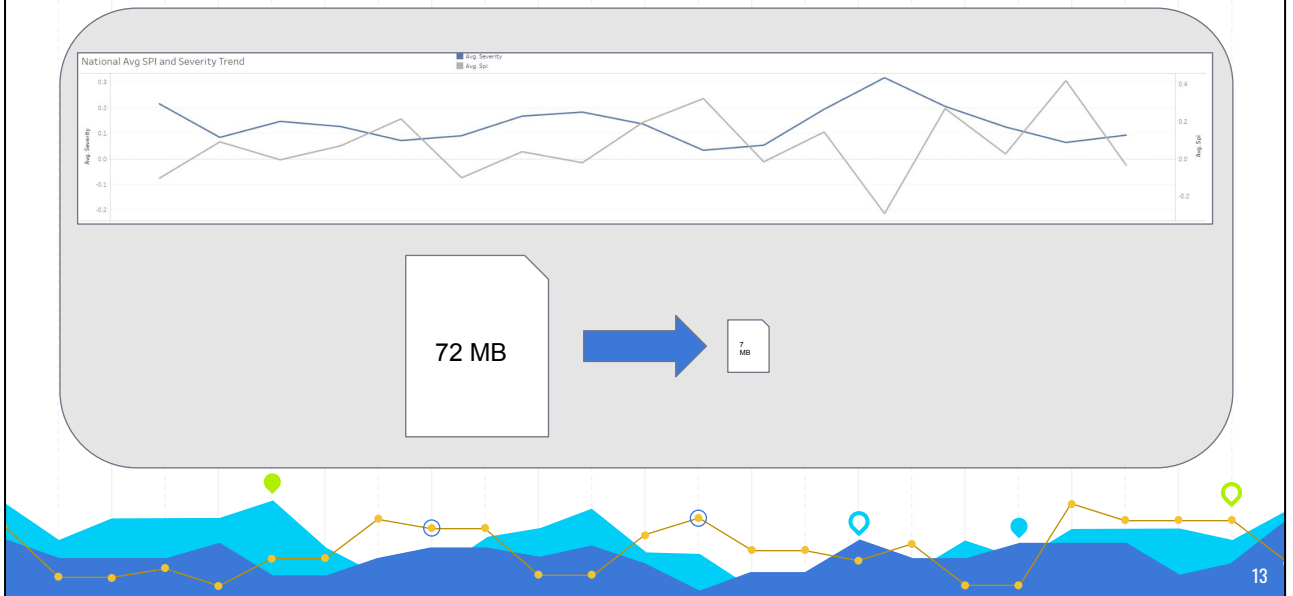 National Avg SPI and Severity Trend
Avg. Severity
Avg. Spi
0.3
0.2
0.1
0.0
-0.1
-0.2
Avg. Severity
0.4
0.2
0.0
-0.2
Avg. Spi
72 MB
7
MB
13